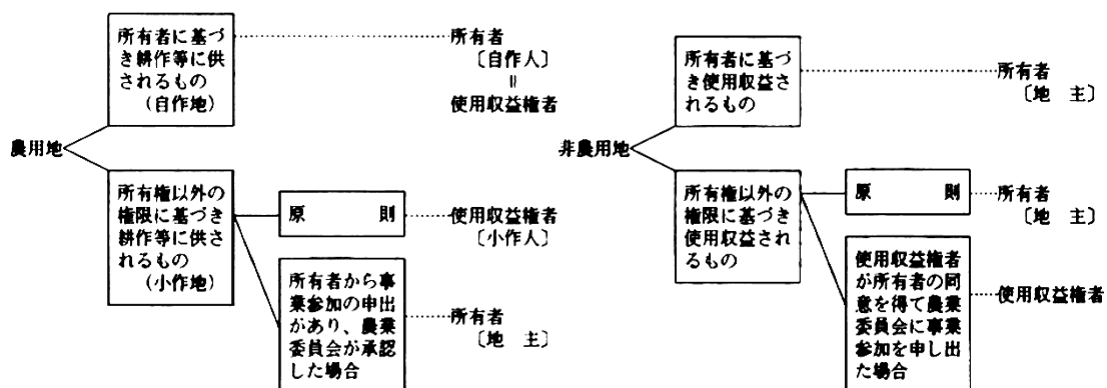 農用地
所有者に基づ
き耕作等に供
されるもの
(自作地)
所有者
〔自作人〕
॥
使用収益権者
所有権以外の
権限に基づき
耕作等に供さ
れるもの
(小作地)
原 則
使用収益権者
〔小作人〕
所有者から事
業参加の申出
があり、農業
委員会が承認
した場合
所有者
〔地 主〕
非農用地
所有者に基づ
き使用収益さ
れるもの
所有者
〔地 主〕
所有権以外の
権限に基づき
使用収益され
るもの
原 則
所有者
〔地 主〕
使用収益権者
が所有者の同
意を得て農業
委員会に事業
参加を申し出
た場合
使用収益権者